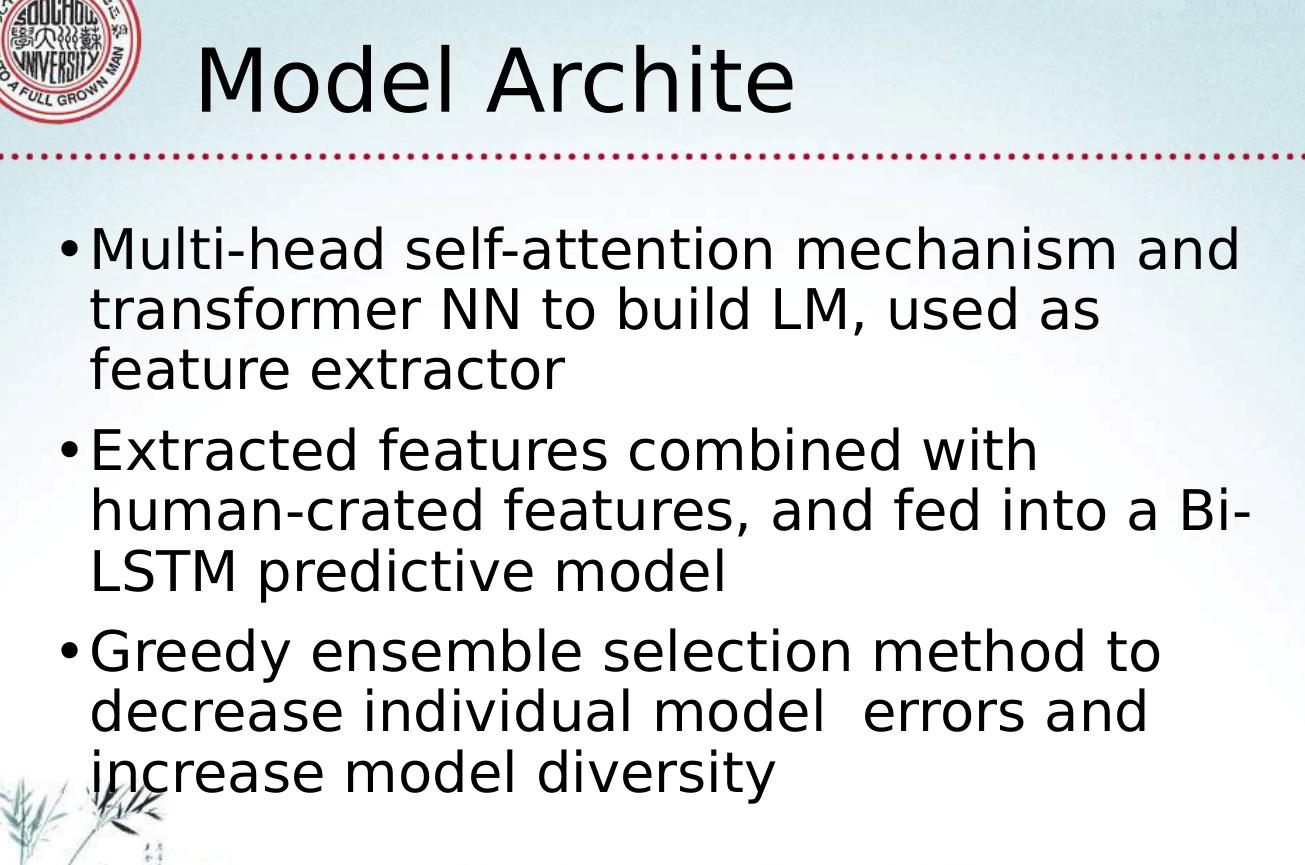 SOOCHOW
UNIVERSITY
TO A FULL GROWN MAN
Model Archite
• Multi-head self-attention mechanism and
transformer NN to build LM, used as
feature extractor
• Extracted features combined with
human-crated features, and fed into a Bi-
LSTM predictive model
• Greedy ensemble selection method to
decrease individual model  errors and
increase model diversity